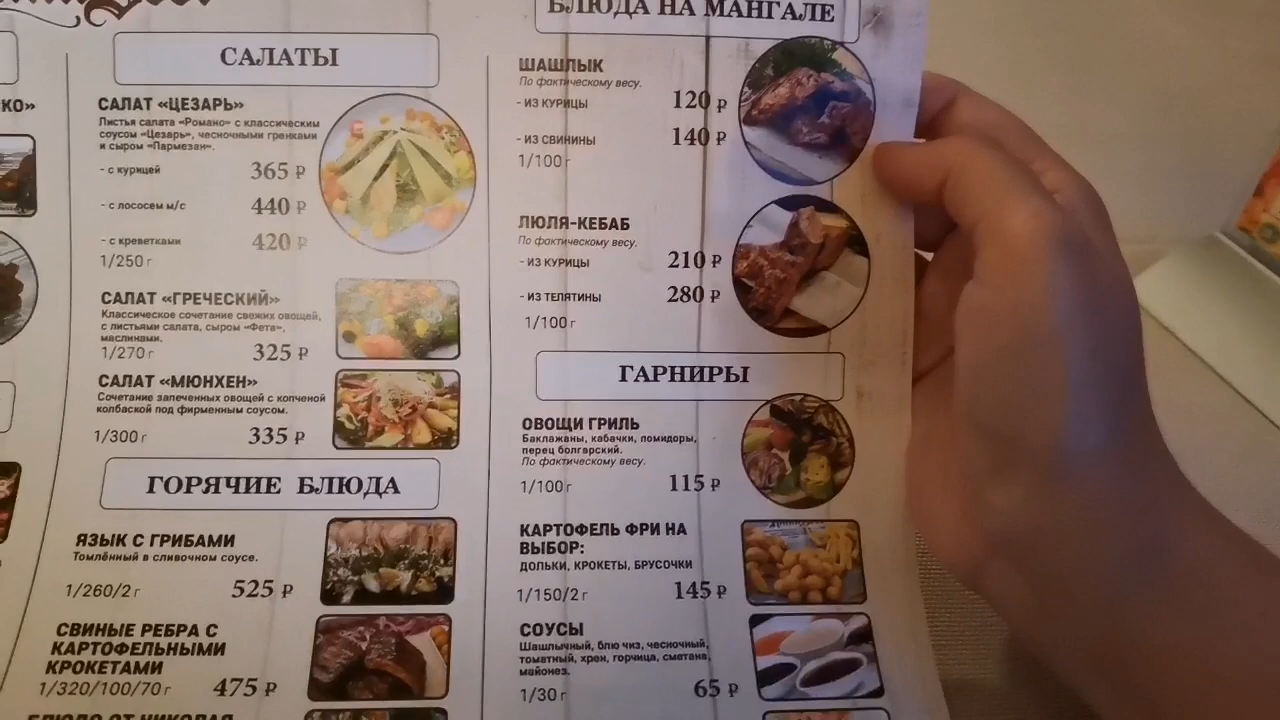 КО»
САЛАТЫ
САЛАТ «ЦЕЗАРЬ»
Листья салата «Романо» с классическим
соусом «Цезарь», чесночными гренками
и сыром «Пармезан».
- с курицей 365 ₽
- с лососем м/с 440 ₽
- с креветками 420 ₽
1/250 г
САЛАТ «ГРЕЧЕСКИЙ»
Классическое сочетание свежих овощей,
с листьями салата, сыром «Фета»,
маслинами.
1/270 г 325 ₽
САЛАТ «МЮНХЕН»
Сочетание запеченных овощей с копченой
колбаской под фирменным соусом.
1/300 г 335 ₽
ГОРЯЧИЕ БЛЮДА
ЯЗЫК С ГРИБАМИ
Томлённый в сливочном соусе.
1/260/2 г 525 ₽
СВИНЫЕ РЕБРА С
КАРТОФЕЛЬНЫМИ
КРОКЕТАМИ
1/320/100/70 г 475 ₽
БЛЮДО ОТ НИКОЛАЯ
БЛЮДА НА МАНГАЛЕ
ШАШЛЫК
По фактическому весу.
- ИЗ КУРИЦЫ 120 ₽
- ИЗ СВИНИНЫ 140 ₽
1/100 г
ЛЮЛЯ-КЕБАБ
По фактическому весу.
- ИЗ КУРИЦЫ 210 ₽
- ИЗ ТЕЛЯТИНЫ 280 ₽
1/100 г
ГАРНИРЫ
ОВОЩИ ГРИЛЬ
Баклажаны, кабачки, помидоры,
перец болгарский.
По фактическому весу.
1/100 г 115 ₽
КАРТОФЕЛЬ ФРИ НА
ВЫБОР:
ДОЛЬКИ, КРОКЕТЫ, БРУСОЧКИ
1/150/2 г 145 ₽
СОУСЫ
Шашлычный, блю чиз, чесночный,
томатный, хрен, горчица, сметана,
майонез.
1/30 г 65 ₽